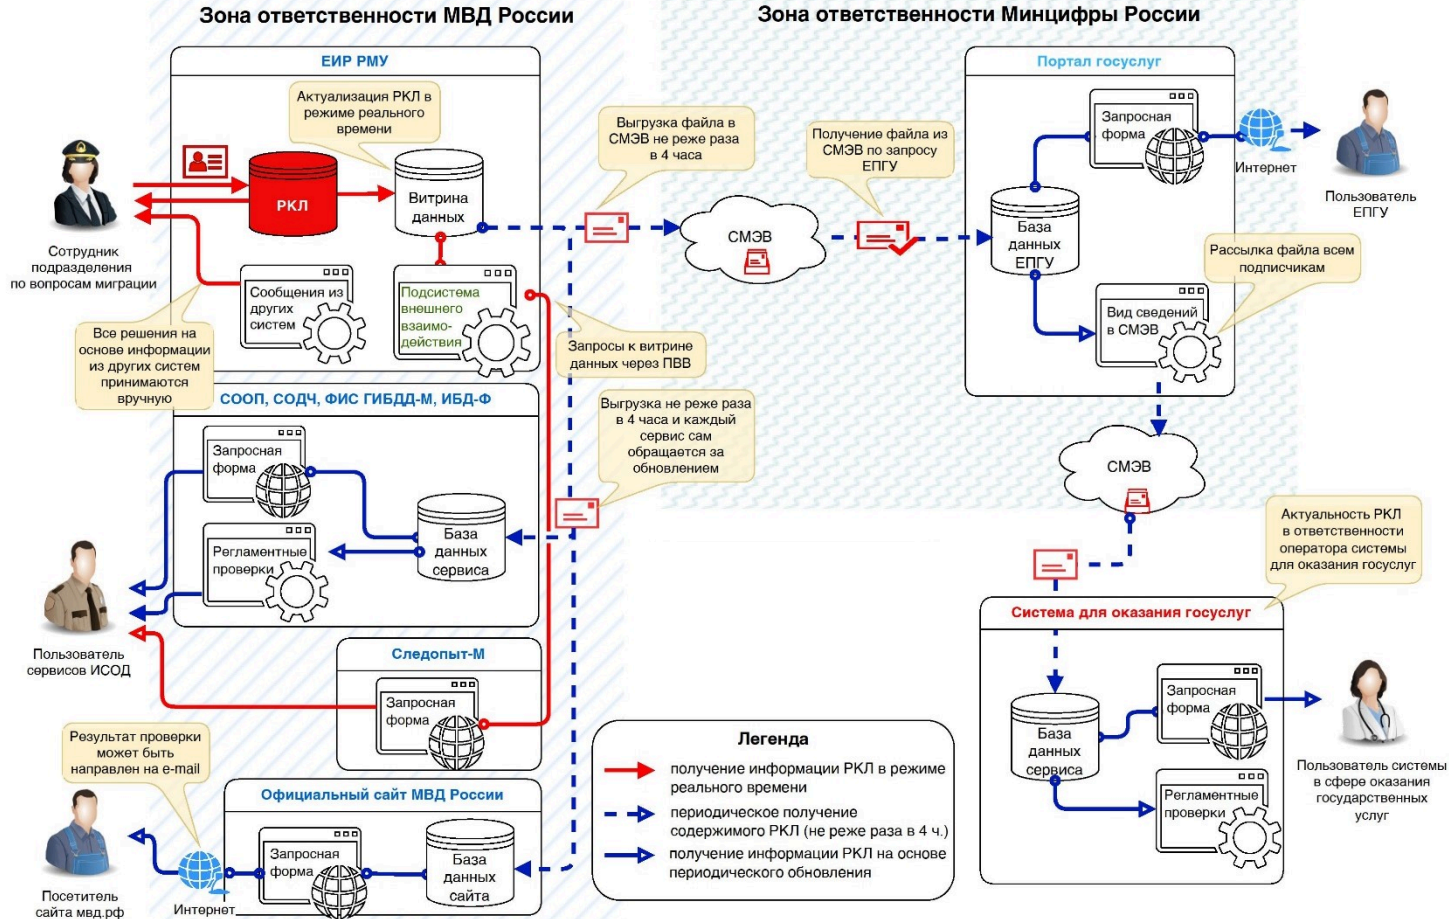 Зона ответственности МВД России
Зона ответственности Минцифры России
ЕИР РМУ
Актуализация РКЛ в
режиме реального
времени
РКЛ
Витрина
данных
Сотрудник
подразделения
по вопросам миграции
Сообщения из
других
систем
Подсистема
внешнего
взаимо-
действия
Все решения на
основе информации
из других систем
принимаются
вручную
Выгрузка файла в
СМЭВ не реже раза
в 4 часа
СМЭВ
Получение файла из
СМЭВ по запросу
ЕПГУ
Запросы к витрине
данных через ПВВ
Выгрузка не реже раза
в 4 часа и каждый
сервис сам
обращается за
обновлением
Портал госуслуг
Запросная
форма
База
данных
ЕПГУ
Вид сведений
в СМЭВ
Интернет
Пользователь
ЕПГУ
Рассылка файла всем
подписчикам
СМЭВ
СООП, СОДЧ, ФИС ГИБДД-М, ИБД-Ф
Запросная
форма
Регламентные
проверки
База
данных
сервиса
Пользователь
сервисов ИСОД
Следопыт-М
Запросная
форма
Результат проверки
может быть
направлен на e-mail
Официальный сайт МВД России
Запросная
форма
База
данных
сайта
Интернет
Посетитель
сайта мвд.рф
Легенда
получение информации РКЛ в режиме
реального времени
периодическое получение
содержимого РКЛ (не реже раза в 4 ч.)
получение информации РКЛ на основе
периодического обновления
Актуальность РКЛ
в ответственности
оператора системы
для оказания госуслуг
Система для оказания госуслуг
Запросная
форма
База
данных
сервиса
Регламентные
проверки
Пользователь системы
в сфере оказания
государственных
услуг